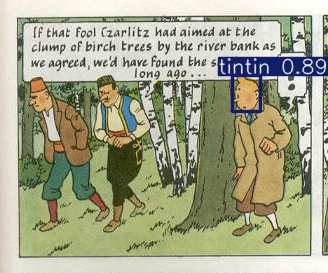 If that fool Czarlitz had aimed at the
clump of birch trees by the river bank as
we agreed, we'd have found the s
long ago...
tintin 0.89